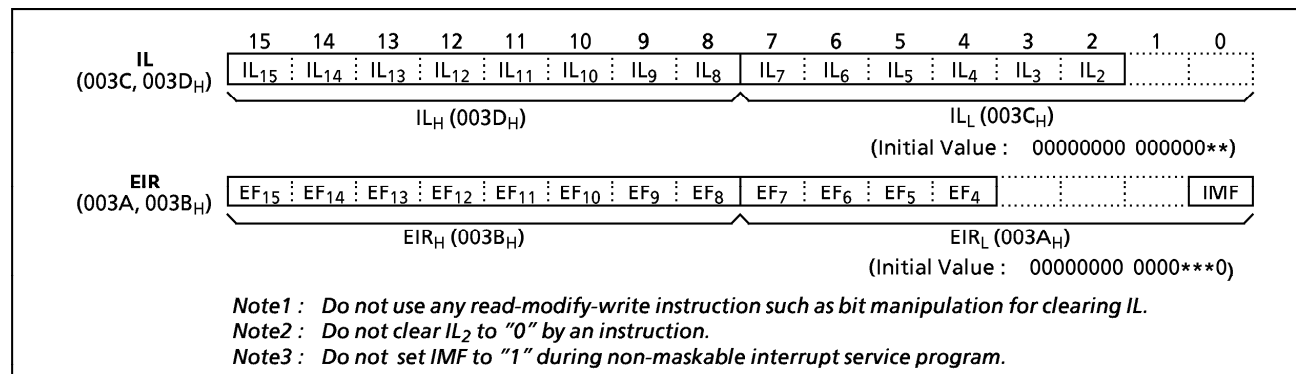 15 14 13 12 11 10 9 8 7 6 5 4 3 2 1 0
IL
(003C, 003DH)
IL15 IL14 IL13 IL12 IL11 IL10 IL9 IL8 IL7 IL6 IL5 IL4 IL3 IL2
ILH (003DH) ILL (003CH)
(Initial Value : 00000000 000000**)
EIR
(003A, 003BH)
EF15 EF14 EF13 EF12 EF11 EF10 EF9 EF8 EF7 EF6 EF5 EF4 IMF
EIRH (003BH) EIRL (003AH)
(Initial Value : 00000000 0000***0)
Note1 : Do not use any read-modify-write instruction such as bit manipulation for clearing IL.
Note2 : Do not clear IL2 to "0" by an instruction.
Note3 : Do not set IMF to "1" during non-maskable interrupt service program.